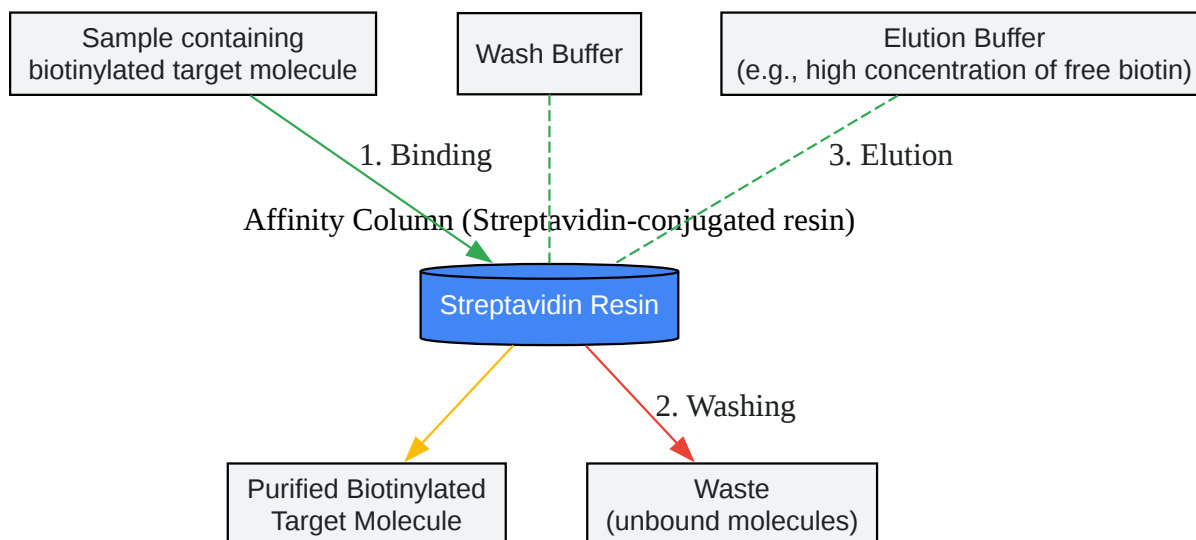 Sample containing
biotinylated target molecule
Wash Buffer
Elution Buffer
(e.g., high concentration of free biotin)
1. Binding
3. Elution
Affinity Column (Streptavidin-conjugated resin)
Streptavidin Resin
2. Washing
Purified Biotinylated
Target Molecule
Waste
(unbound molecules)